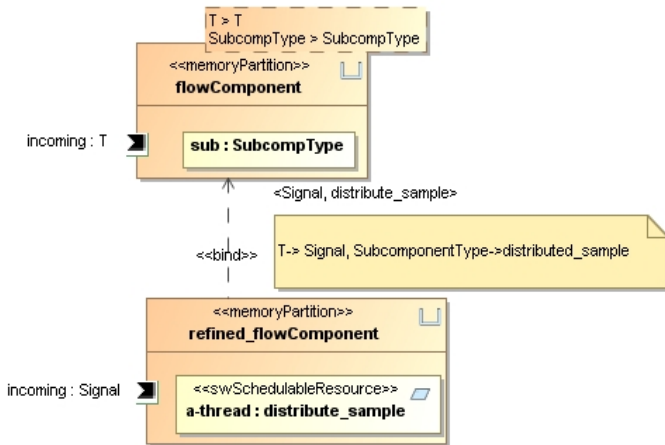 T > T
SubcompType > SubcompType
<<memoryPartition>>
flowComponent
incoming : T
sub : SubcompType
<Signal, distribute_sample>
<<bind>>
T-> Signal, SubcomponentType->distributed_sample
<<memoryPartition>>
refined_flowComponent
incoming : Signal
<<swSchedulableResource>>
a-thread : distribute_sample